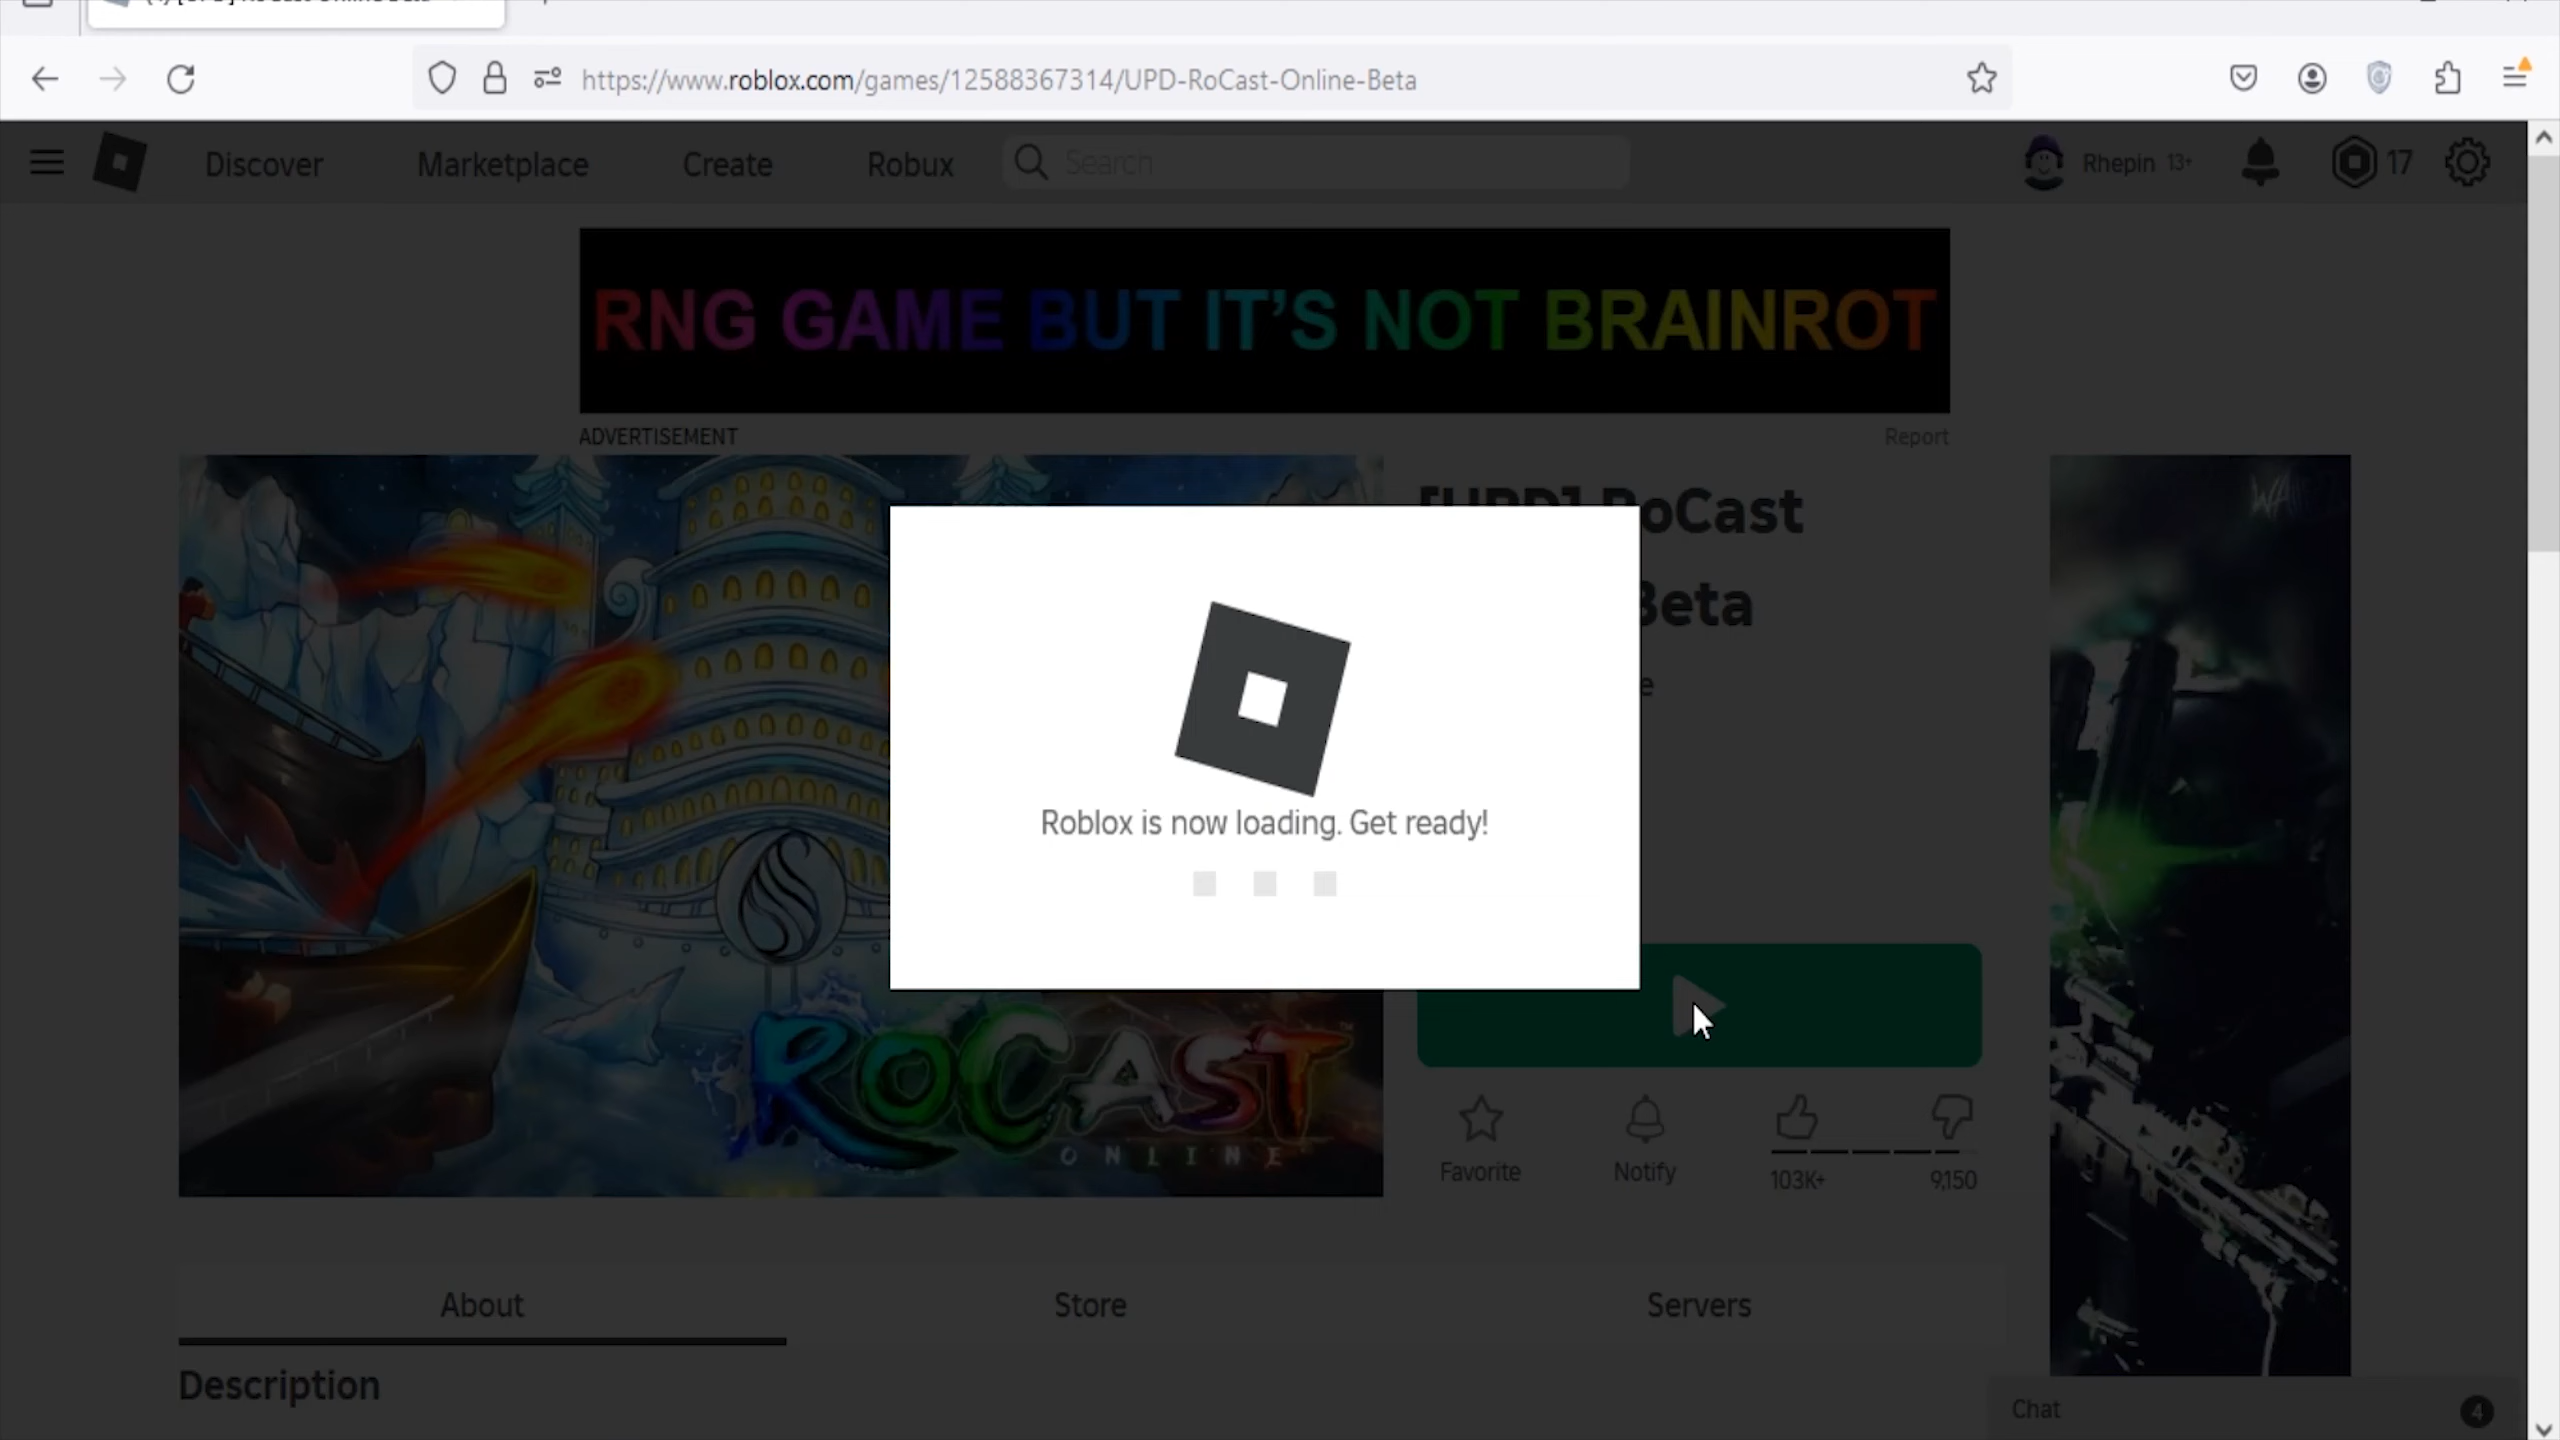 https://www.roblox.com/games/12588367314/UPD-RoCast-Online-Beta
Discover
Marketplace
Create
Robux
Search
Rhepin 13+
17
RNG GAME BUT IT'S NOT BRAINROT
ADVERTISEMENT
Report
[UPD] RoCast
Beta
Roblox is now loading. Get ready!
ROCAST
ONLINE
Favorite
Notify
103K+
9,150
About
Store
Servers
Description
Chat
4